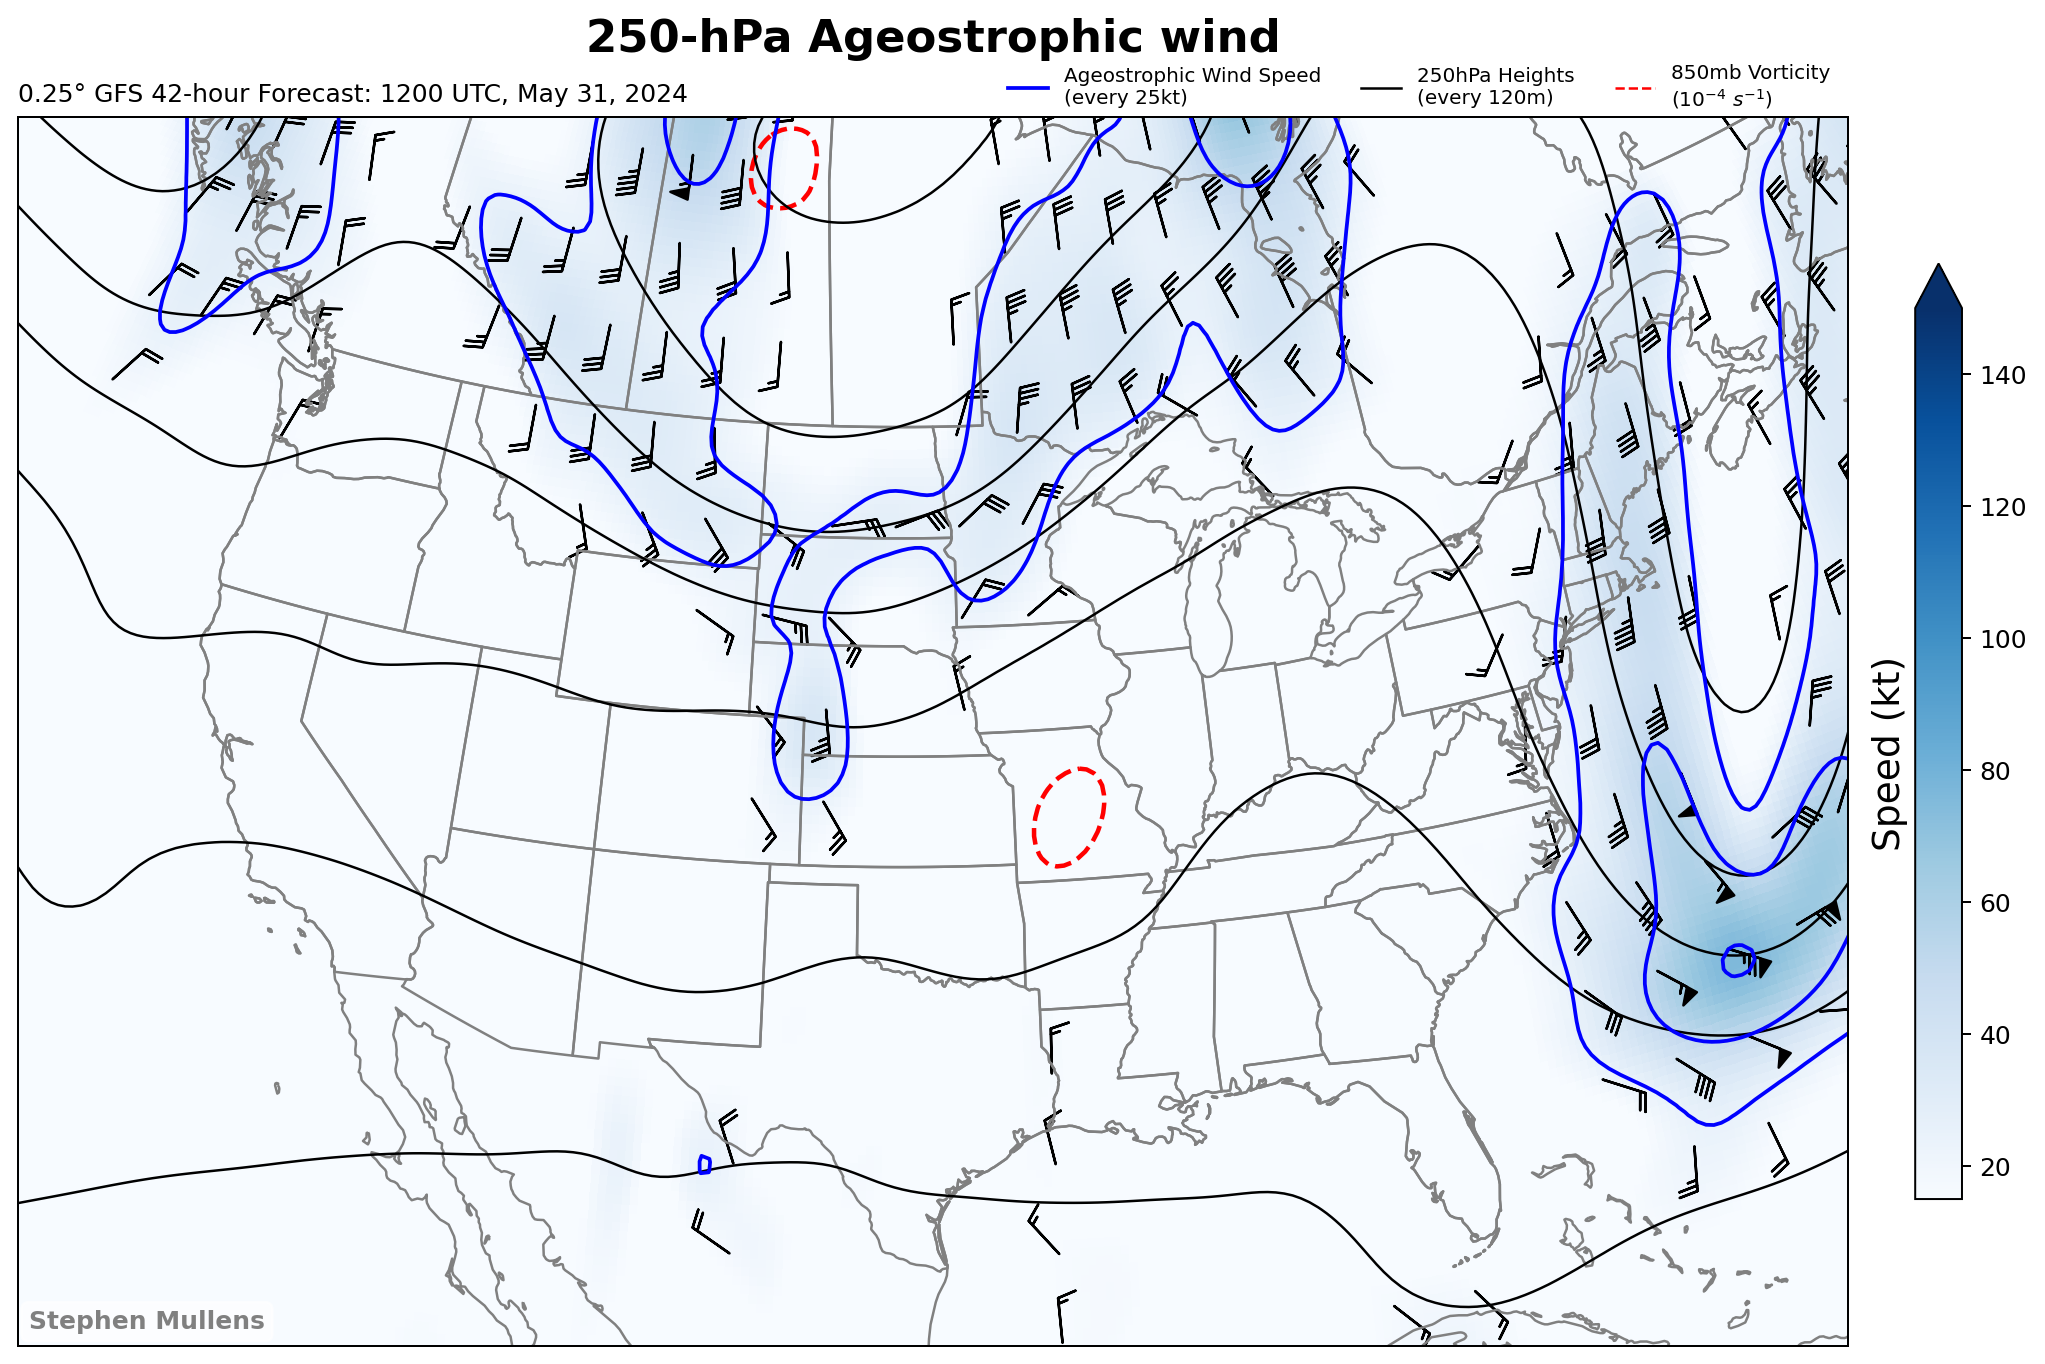 250-hPa Ageostrophic wind
0.25° GFS 42-hour Forecast: 1200 UTC, May 31, 2024
Ageostrophic Wind Speed
(every 25kt)
250hPa Heights
(every 120m)
850mb Vorticity
(10⁻⁴ s⁻¹)
140
120
100
80
60
40
20
Speed (kt)
Stephen Mullens